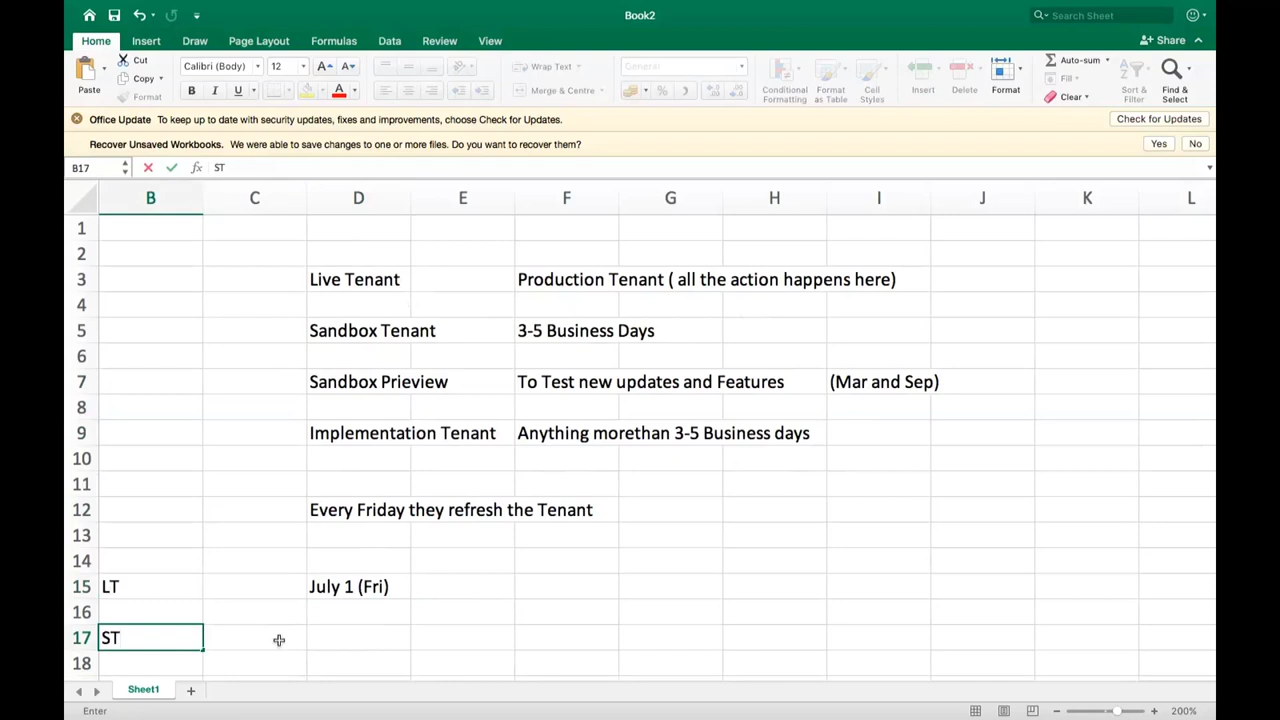 Book2
Search Sheet
Home Insert Draw Page Layout Formulas Data Review View
Share
Paste
Cut
Copy
Format
Calibri (Body) 12
A A
B I U A
Wrap Text
Merge & Centre
General
%
Conditional Formatting
Format as Table
Cell Styles
Insert
Delete
Format
Auto-sum
Fill
Clear
Sort & Filter
Find & Select
Office Update To keep up to date with security updates, fixes and improvements, choose Check for Updates. Check for Updates
Recover Unsaved Workbooks. We were able to save changes to one or more files. Do you want to recover them? Yes No
B17 fx ST
B C D E F G H I J K L
1
2
3 Live Tenant Production Tenant ( all the action happens here)
4
5 Sandbox Tenant 3-5 Business Days
6
7 Sandbox Prieview To Test new updates and Features (Mar and Sep)
8
9 Implementation Tenant Anything morethan 3-5 Business days
10
11
12 Every Friday they refresh the Tenant
13
14
15 LT July 1 (Fri)
16
17 ST
18
Sheet1
Enter 200%